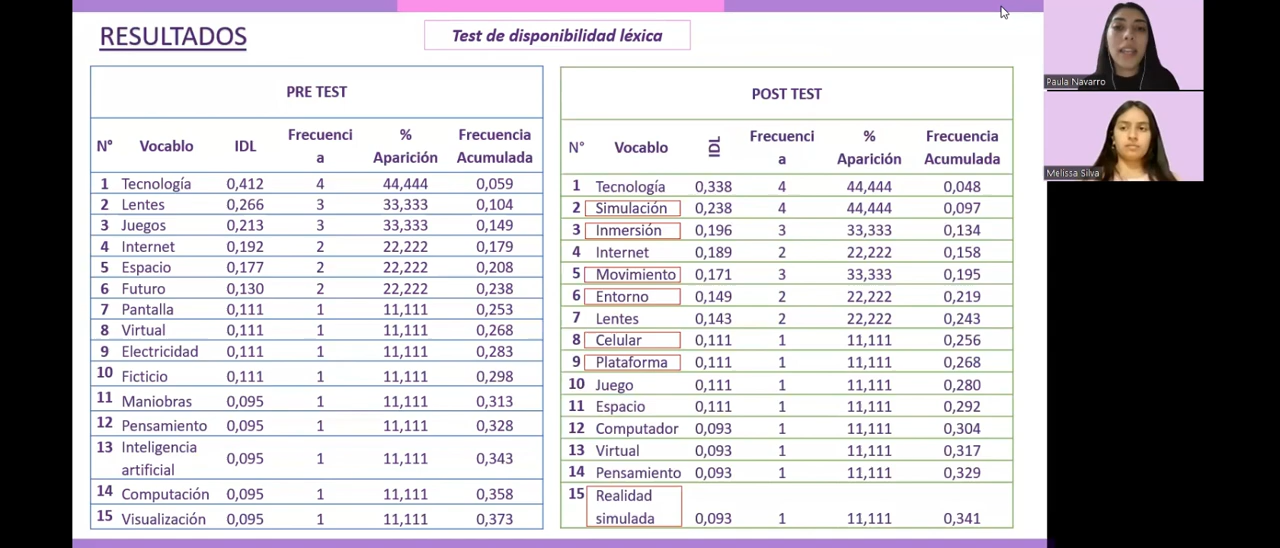 RESULTADOS
Test de disponibilidad léxica
PRE TEST
N° Vocablo IDL Frecuencia % Aparición Frecuencia Acumulada
1 Tecnología 0,412 4 44,444 0,059
2 Lentes 0,266 3 33,333 0,104
3 Juegos 0,213 3 33,333 0,149
4 Internet 0,192 2 22,222 0,179
5 Espacio 0,177 2 22,222 0,208
6 Futuro 0,130 2 22,222 0,238
7 Pantalla 0,111 1 11,111 0,253
8 Virtual 0,111 1 11,111 0,268
9 Electricidad 0,111 1 11,111 0,283
10 Ficticio 0,111 1 11,111 0,298
11 Maniobras 0,095 1 11,111 0,313
12 Pensamiento 0,095 1 11,111 0,328
13 Inteligencia artificial 0,095 1 11,111 0,343
14 Computación 0,095 1 11,111 0,358
15 Visualización 0,095 1 11,111 0,373
POST TEST
N° Vocablo IDL Frecuencia % Aparición Frecuencia Acumulada
1 Tecnología 0,338 4 44,444 0,048
2 Simulación 0,238 4 44,444 0,097
3 Inmersión 0,196 3 33,333 0,134
4 Internet 0,189 2 22,222 0,158
5 Movimiento 0,171 3 33,333 0,195
6 Entorno 0,149 2 22,222 0,219
7 Lentes 0,143 2 22,222 0,243
8 Celular 0,111 1 11,111 0,256
9 Plataforma 0,111 1 11,111 0,268
10 Juego 0,111 1 11,111 0,280
11 Espacio 0,111 1 11,111 0,292
12 Computador 0,093 1 11,111 0,304
13 Virtual 0,093 1 11,111 0,317
14 Pensamiento 0,093 1 11,111 0,329
15 Realidad simulada 0,093 1 11,111 0,341
Paula Navarro
Melissa Silva